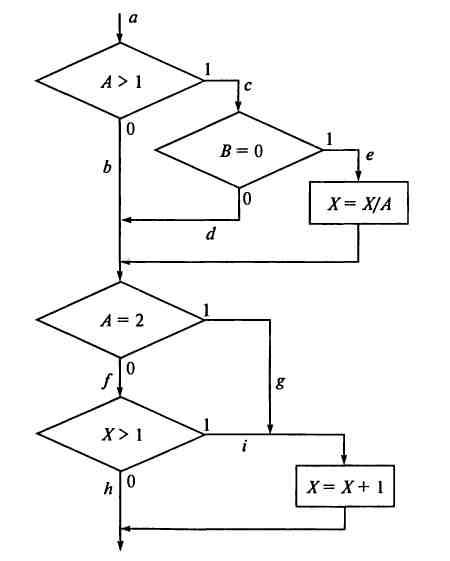 a
A > 1
1
c
0
b
B = 0
1
e
0
X = X/A
d
A = 2
1
0
f
g
X > 1
1
i
0
h
X = X + 1